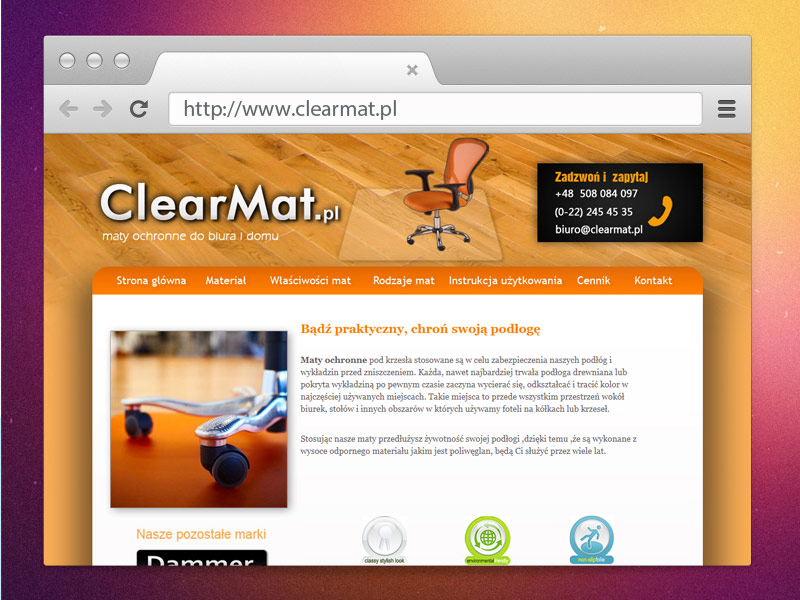 http://www.clearmat.pl
ClearMat.pl
maty ochronne do biura i domu
Zadzwoń i zapytaj
+48 508 084 097
(0-22) 245 45 35
biuro@clearmat.pl
Strona główna Materiał Właściwości mat Rodzaje mat Instrukcja użytkowania Cennik Kontakt
Bądź praktyczny, chroń swoją podłogę
Maty ochronne pod krzesła stosowane są w celu zabezpieczenia naszych podłóg i
wykładzin przed zniszczeniem. Każda, nawet najbardziej trwała podłoga drewniana lub
pokryta wykładziną po pewnym czasie zaczyna wycierać się, odkształcać i tracić kolor w
najczęściej używanych miejscach. Takie miejsca to przede wszystkim przestrzeń wokół
biurek, stołów i innych obszarów w których używamy foteli na kółkach lub krzeseł.
Stosując nasze maty przedłużysz żywotność swojej podłogi ,dzięki temu ,że są wykonane z
wysoce odpornego materiału jakim jest poliwęglan, będą Ci służyć przez wiele lat.
Nasze pozostałe marki
Dammer
classy stylish look
environmental friendly
non-slip folie